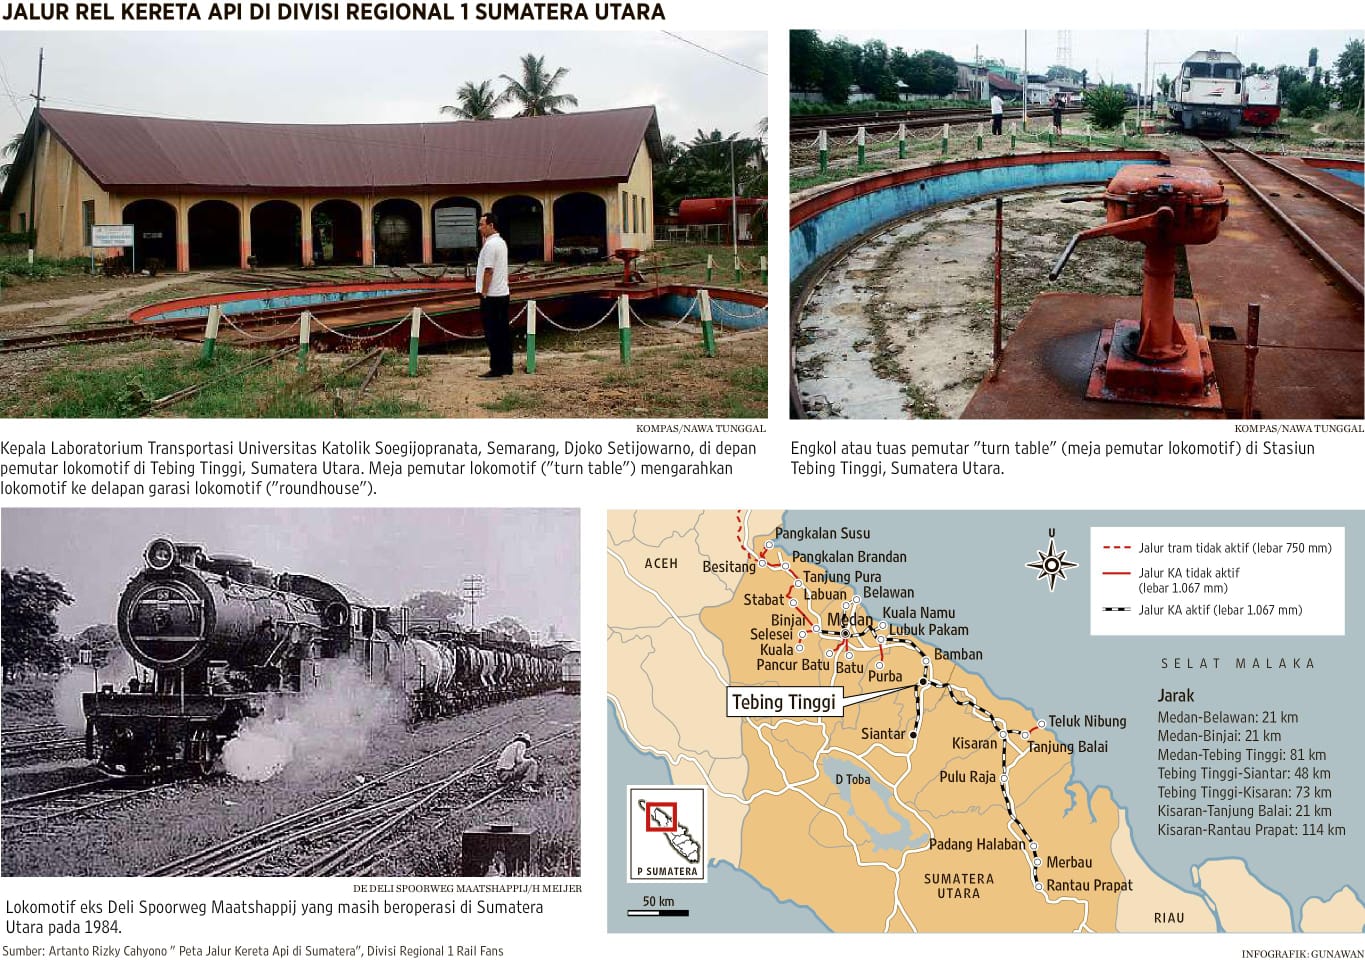 JALUR REL KERETA API DI DIVISI REGIONAL 1 SUMATERA UTARA
KOMPAS/NAWA TUNGGAL
Kepala Laboratorium Transportasi Universitas Katolik Soegijopranata, Semarang, Djoko Setijowarno, di depan
pemutar lokomotif di Tebing Tinggi, Sumatera Utara. Meja pemutar lokomotif ("turn table") mengarahkan
lokomotif ke delapan garasi lokomotif ("roundhouse").
KOMPAS/NAWA TUNGGAL
Engkol atau tuas pemutar "turn table" (meja pemutar lokomotif) di Stasiun
Tebing Tinggi, Sumatera Utara.
DE DELI SPOORWEG MAATSHAPPIJ/H MEIJER
Lokomotif eks Deli Spoorweg Maatshappij yang masih beroperasi di Sumatera
Utara pada 1984.
ACEH
Pangkalan Susu
Besitang
Pangkalan Brandan
Tanjung Pura
Stabat
Labuan
Belawan
Binjai
Medan
Kuala Namu
Selesei
Lubuk Pakam
Kuala
Pancur Batu
Batu
Purba
Bamban
Tebing Tinggi
Siantar
Kisaran
Teluk Nibung
Tanjung Balai
Pulu Raja
D Toba
Padang Halaban
Merbau
Rantau Prapat
SUMATERA
UTARA
RIAU
P SUMATERA
50 km
U
Jalur tram tidak aktif (lebar 750 mm)
Jalur KA tidak aktif
(lebar 1.067 mm)
Jalur KA aktif (lebar 1.067 mm)
SELAT MALAKA
Jarak
Medan-Belawan: 21 km
Medan-Binjai: 21 km
Medan-Tebing Tinggi: 81 km
Tebing Tinggi-Siantar: 48 km
Tebing Tinggi-Kisaran: 73 km
Kisaran-Tanjung Balai: 21 km
Kisaran-Rantau Prapat: 114 km
Sumber: Artanto Rizky Cahyono " Peta Jalur Kereta Api di Sumatera", Divisi Regional 1 Rail Fans
INFOGRAFIK: GUNAWAN